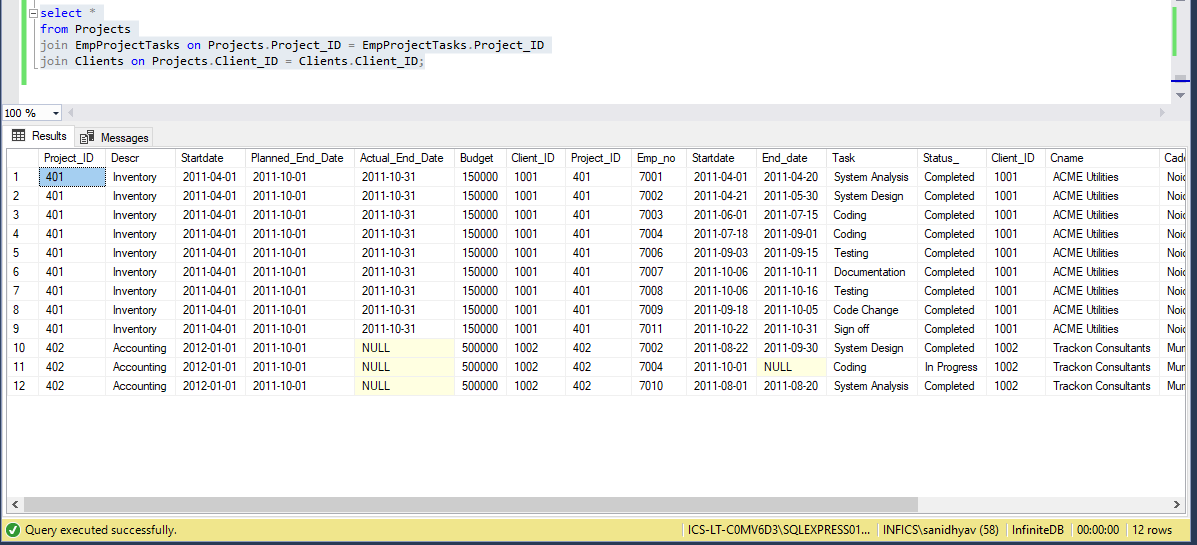 select *
from Projects
join EmpProjectTasks on Projects.Project_ID = EmpProjectTasks.Project_ID
join Clients on Projects.Client_ID = Clients.Client_ID;
100 %
Results Messages
Project_ID Descr Startdate Planned_End_Date Actual_End_Date Budget Client_ID Project_ID Emp_no Startdate End_date Task Status_ Client_ID Cname Cadd
1 401 Inventory 2011-04-01 2011-10-01 2011-10-31 150000 1001 401 7001 2011-04-01 2011-04-20 System Analysis Completed 1001 ACME Utilities Noid
2 401 Inventory 2011-04-01 2011-10-01 2011-10-31 150000 1001 401 7002 2011-04-21 2011-05-30 System Design Completed 1001 ACME Utilities Noid
3 401 Inventory 2011-04-01 2011-10-01 2011-10-31 150000 1001 401 7003 2011-06-01 2011-07-15 Coding Completed 1001 ACME Utilities Noid
4 401 Inventory 2011-04-01 2011-10-01 2011-10-31 150000 1001 401 7004 2011-07-18 2011-09-01 Coding Completed 1001 ACME Utilities Noid
5 401 Inventory 2011-04-01 2011-10-01 2011-10-31 150000 1001 401 7006 2011-09-03 2011-09-15 Testing Completed 1001 ACME Utilities Noid
6 401 Inventory 2011-04-01 2011-10-01 2011-10-31 150000 1001 401 7007 2011-10-06 2011-10-11 Documentation Completed 1001 ACME Utilities Noid
7 401 Inventory 2011-04-01 2011-10-01 2011-10-31 150000 1001 401 7008 2011-10-06 2011-10-16 Testing Completed 1001 ACME Utilities Noid
8 401 Inventory 2011-04-01 2011-10-01 2011-10-31 150000 1001 401 7009 2011-09-18 2011-10-05 Code Change Completed 1001 ACME Utilities Noid
9 401 Inventory 2011-04-01 2011-10-01 2011-10-31 150000 1001 401 7011 2011-10-22 2011-10-31 Sign off Completed 1001 ACME Utilities Noid
10 402 Accounting 2012-01-01 2011-10-01 NULL 500000 1002 402 7002 2011-08-22 2011-09-30 System Design Completed 1002 Trackon Consultants Mun
11 402 Accounting 2012-01-01 2011-10-01 NULL 500000 1002 402 7004 2011-10-01 NULL Coding In Progress 1002 Trackon Consultants Mun
12 402 Accounting 2012-01-01 2011-10-01 NULL 500000 1002 402 7010 2011-08-01 2011-08-20 System Analysis Completed 1002 Trackon Consultants Mun
Query executed successfully. ICS-LT-C0MV6D3\SQLEXPRESS01... INFICS\sanidhyav (58) InfiniteDB 00:00:00 12 rows